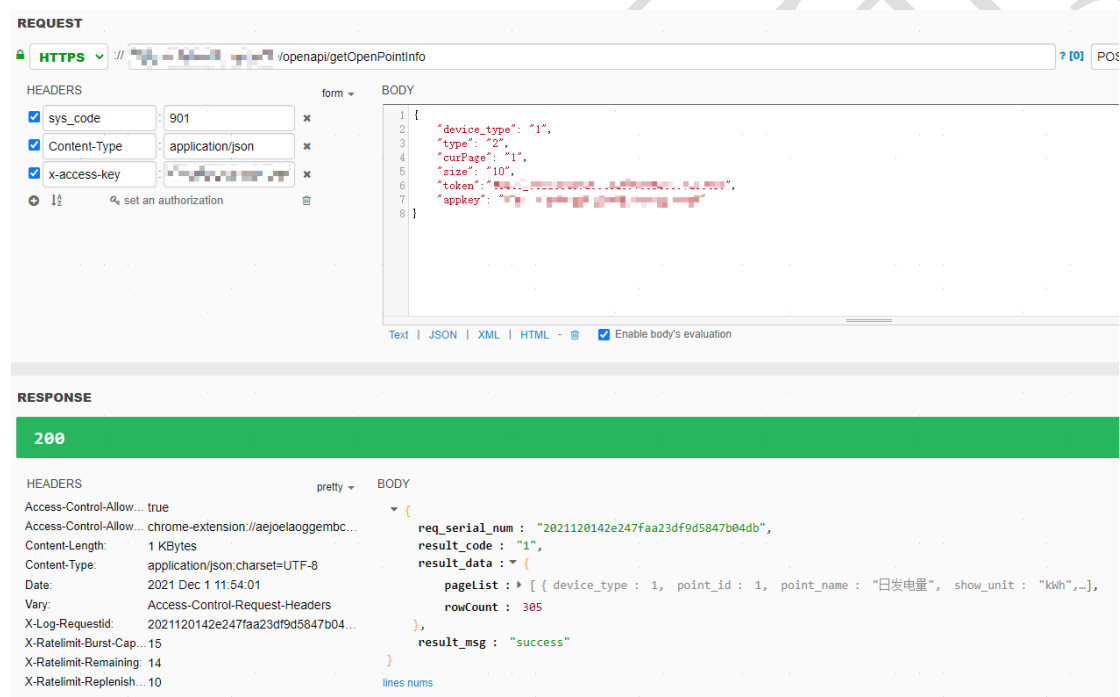 REQUEST
HTTPS :// /openapi/getOpenPointInfo ? [0] POS
HEADERS form
sys_code : 901
Content-Type : application/json
x-access-key :
set an authorization
BODY
1 {
2 "device_type": "1",
3 "type": "2",
4 "curPage": "1",
5 "size": "10",
6 "token":" ",
7 "appkey": " "
8 }
Text | JSON | XML | HTML - Enable body's evaluation
RESPONSE
200
HEADERS pretty
Access-Control-Allow... true
Access-Control-Allow... chrome-extension://aejoelaoggembc...
Content-Length: 1 KBytes
Content-Type: application/json;charset=UTF-8
Date: 2021 Dec 1 11:54:01
Vary: Access-Control-Request-Headers
X-Log-Requestid: 2021120142e247faa23df9d5847b04...
X-Ratelimit-Burst-Cap... 15
X-Ratelimit-Remaining: 14
X-Ratelimit-Replenish... 10
BODY
{
req_serial_num : "2021120142e247faa23df9d5847b04db",
result_code : "1",
result_data : {
pageList : [ { device_type : 1, point_id : 1, point_name : "日发电量", show_unit : "kWh",…],
rowCount : 305
},
result_msg : "success"
}
lines nums